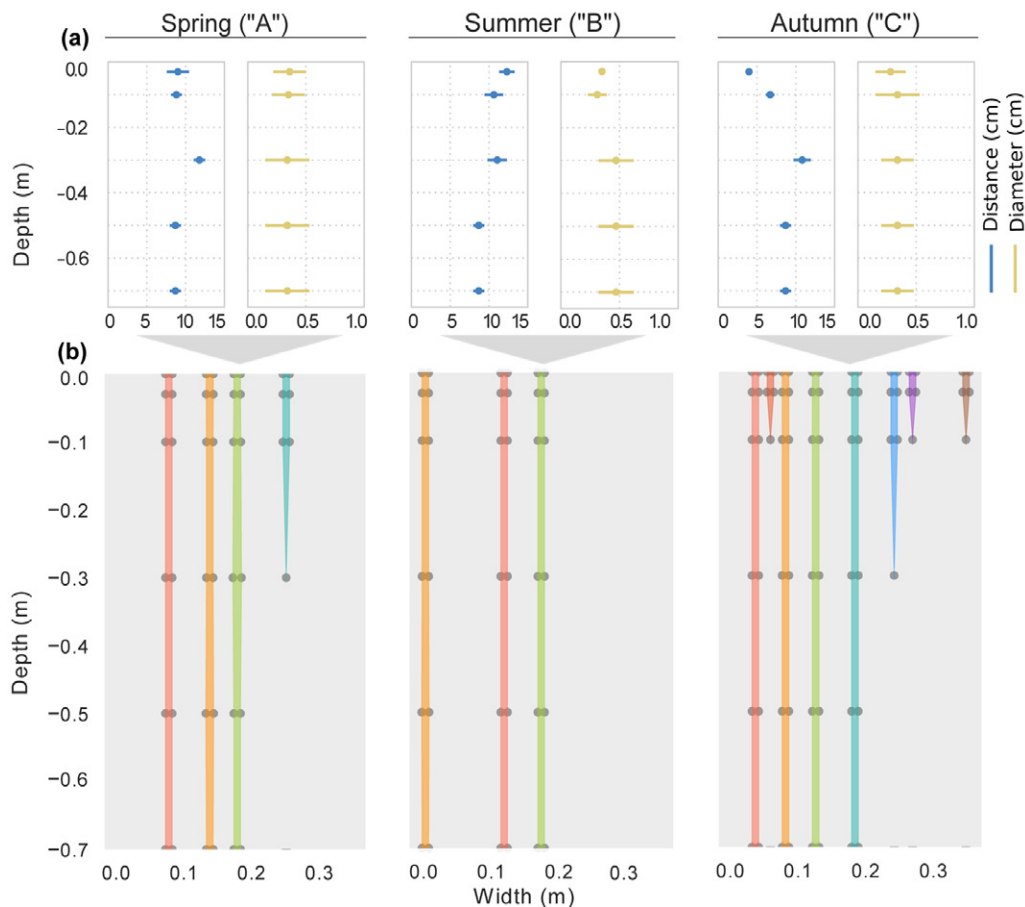 Spring ("A") Summer ("B") Autumn ("C")
(a)
0.0
−0.2
−0.4
−0.6
Depth (m)
0 5 10 15 0.0 0.5 1.0 0 5 10 15 0.0 0.5 1.0 0 5 10 15 0.0 0.5 1.0
Distance (cm)
Diameter (cm)
(b)
0.0
−0.1
−0.2
−0.3
−0.4
−0.5
−0.6
−0.7
Depth (m)
0.0 0.1 0.2 0.3 0.0 0.1 0.2 0.3 0.0 0.1 0.2 0.3
Width (m)